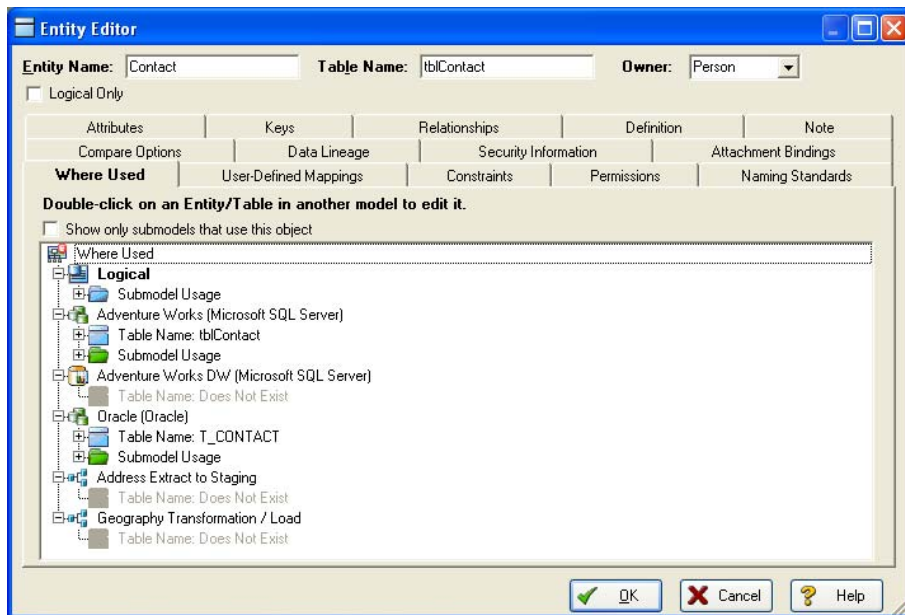 Entity Editor
Entity Name: Contact Table Name: tblContact Owner: Person
Logical Only
Attributes Keys Relationships Definition Note
Compare Options Data Lineage Security Information Attachment Bindings
Where Used User-Defined Mappings Constraints Permissions Naming Standards
Double-click on an Entity/Table in another model to edit it.
Show only submodels that use this object
Where Used
Logical
Submodel Usage
Adventure Works (Microsoft SQL Server)
Table Name: tblContact
Submodel Usage
Adventure Works DW (Microsoft SQL Server)
Table Name: Does Not Exist
Oracle (Oracle)
Table Name: T_CONTACT
Submodel Usage
Address Extract to Staging
Table Name: Does Not Exist
Geography Transformation / Load
Table Name: Does Not Exist
OK Cancel Help